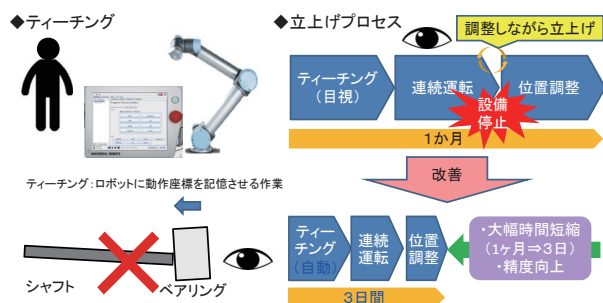 ◆ティーチング
◆立上げプロセス
調整しながら立上げ
ティーチング
(目視)
連続運転
位置調整
設備
停止
1か月
ティーチング：ロボットに動作座標を記憶させる作業
改善
シャフト
ベアリング
ティー
チング
(自動)
連続
運転
位置
調整
・大幅時間短縮
(1ヶ月⇒3日)
・精度向上
3日間
UNIVERSAL ROBOTS